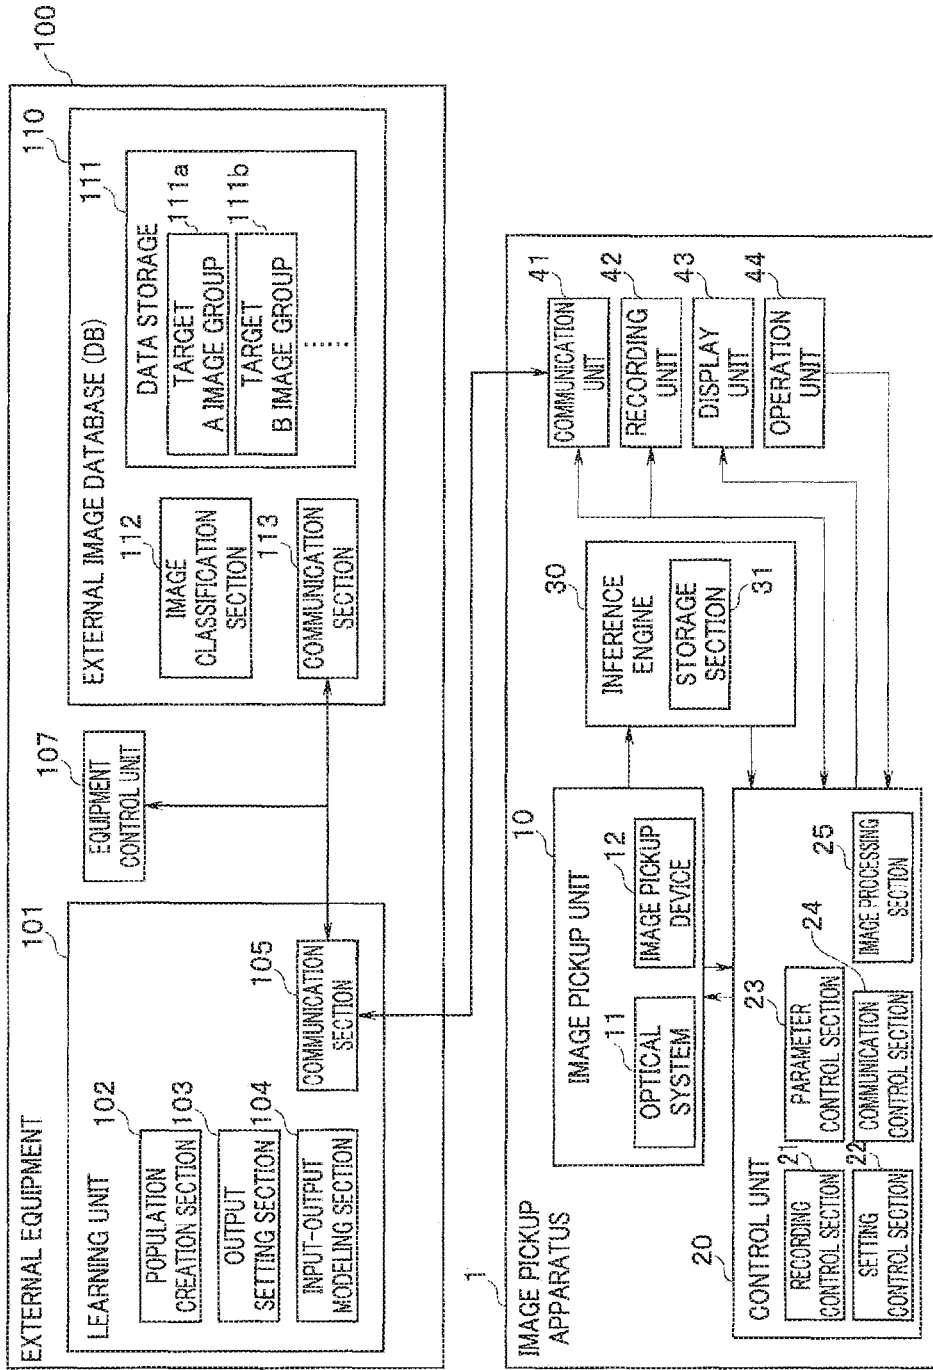 100
EXTERNAL EQUIPMENT
101
LEARNING UNIT
102
POPULATION
CREATION SECTION
103
OUTPUT
SETTING SECTION
104
INPUT-OUTPUT
MODELING SECTION
105
COMMUNICATION
SECTION
107
EQUIPMENT
CONTROL UNIT
110
EXTERNAL IMAGE DATABASE (DB)
112
IMAGE
CLASSIFICATION
SECTION
113
COMMUNICATION
SECTION
111
DATA STORAGE
111a
TARGET
A IMAGE GROUP
111b
TARGET
B IMAGE GROUP
......
1
IMAGE PICKUP
APPARATUS
10
IMAGE PICKUP UNIT
11
OPTICAL
SYSTEM
12
IMAGE PICKUP
DEVICE
30
INFERENCE
ENGINE
STORAGE
SECTION
31
41
COMMUNICATION
UNIT
42
RECORDING
UNIT
43
DISPLAY
UNIT
44
OPERATION
UNIT
20
CONTROL UNIT
21
RECORDING
CONTROL SECTION
22
SETTING
CONTROL SECTION
23
PARAMETER
CONTROL SECTION
24
COMMUNICATION
CONTROL SECTION
25
IMAGE PROCESSING
SECTION